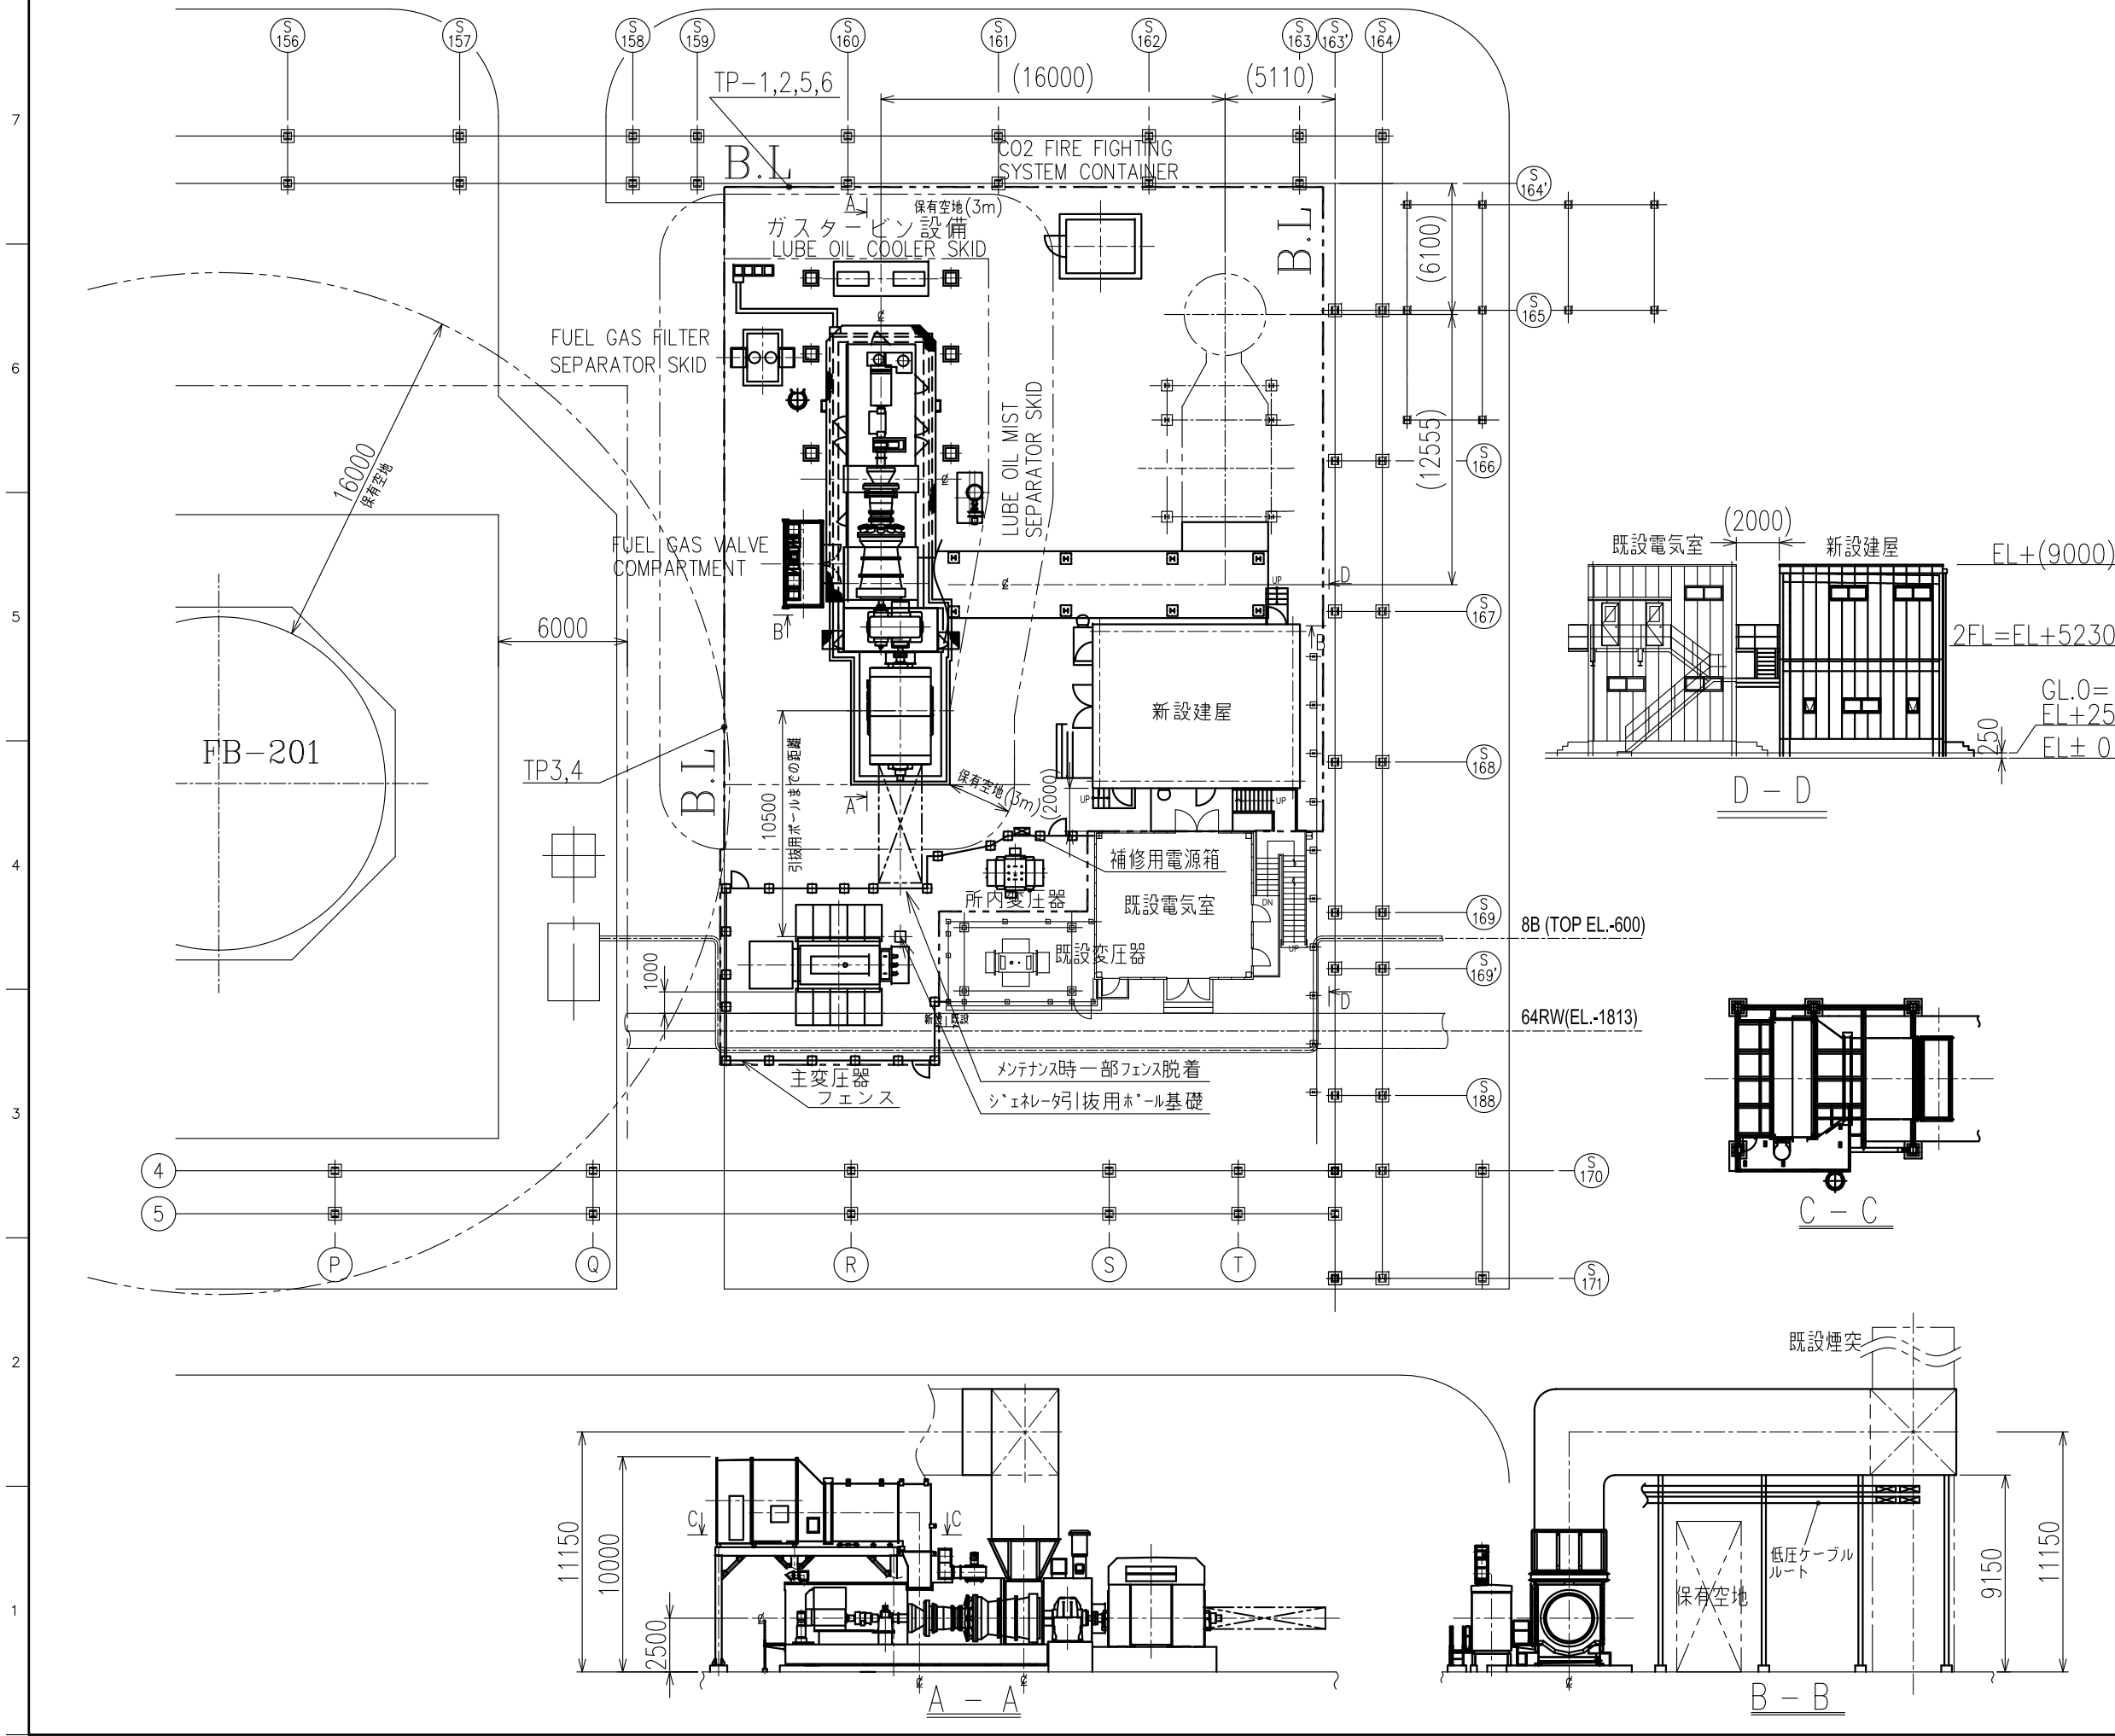 S
156
S
157
S
158
S
159
S
160
S
161
S
162
S
163
S
163'
S
164
7
6
5
4
3
2
1
TP-1,2,5,6
(16000)
(5110)
B.L
CO2 FIRE FIGHTING
SYSTEM CONTAINER
S
164'
A
保有空地(3m)
ガスタービン設備
LUBE OIL COOLER SKID
B.L
(6100)
S
165
FUEL GAS FILTER
SEPARATOR SKID
16000
保有空地
LUBE OIL MIST
SEPARATOR SKID
(12555)
S
166
FUEL GAS VALVE
COMPARTMENT
UP
D
B
B
6000
S
167
既設電気室
(2000)
新設建屋
EL+(9000)
2FL=EL+5230
GL.0=
EL+25
EL± 0
250
D - D
FB-201
新設建屋
TP3,4
B.L
10500
引抜用ポールまでの距離
A
保有空地(3m)
(2000)
UP
UP
S
168
補修用電源箱
所内変圧器
既設電気室
DN
UP
S
169
8B (TOP EL.-600)
既設変圧器
S
169'
1000
D
新設
既設
64RW(EL.-1813)
主変圧器
フェンス
メンテナンス時一部フェンス脱着
ジェネレータ引抜用ポール基礎
S
188
C - C
4
5
S
170
S
171
P
Q
R
S
T
既設煙突
11150
10000
2500
C
C
A - A
低圧ケーブル
ルート
保有空地
9150
11150
B - B